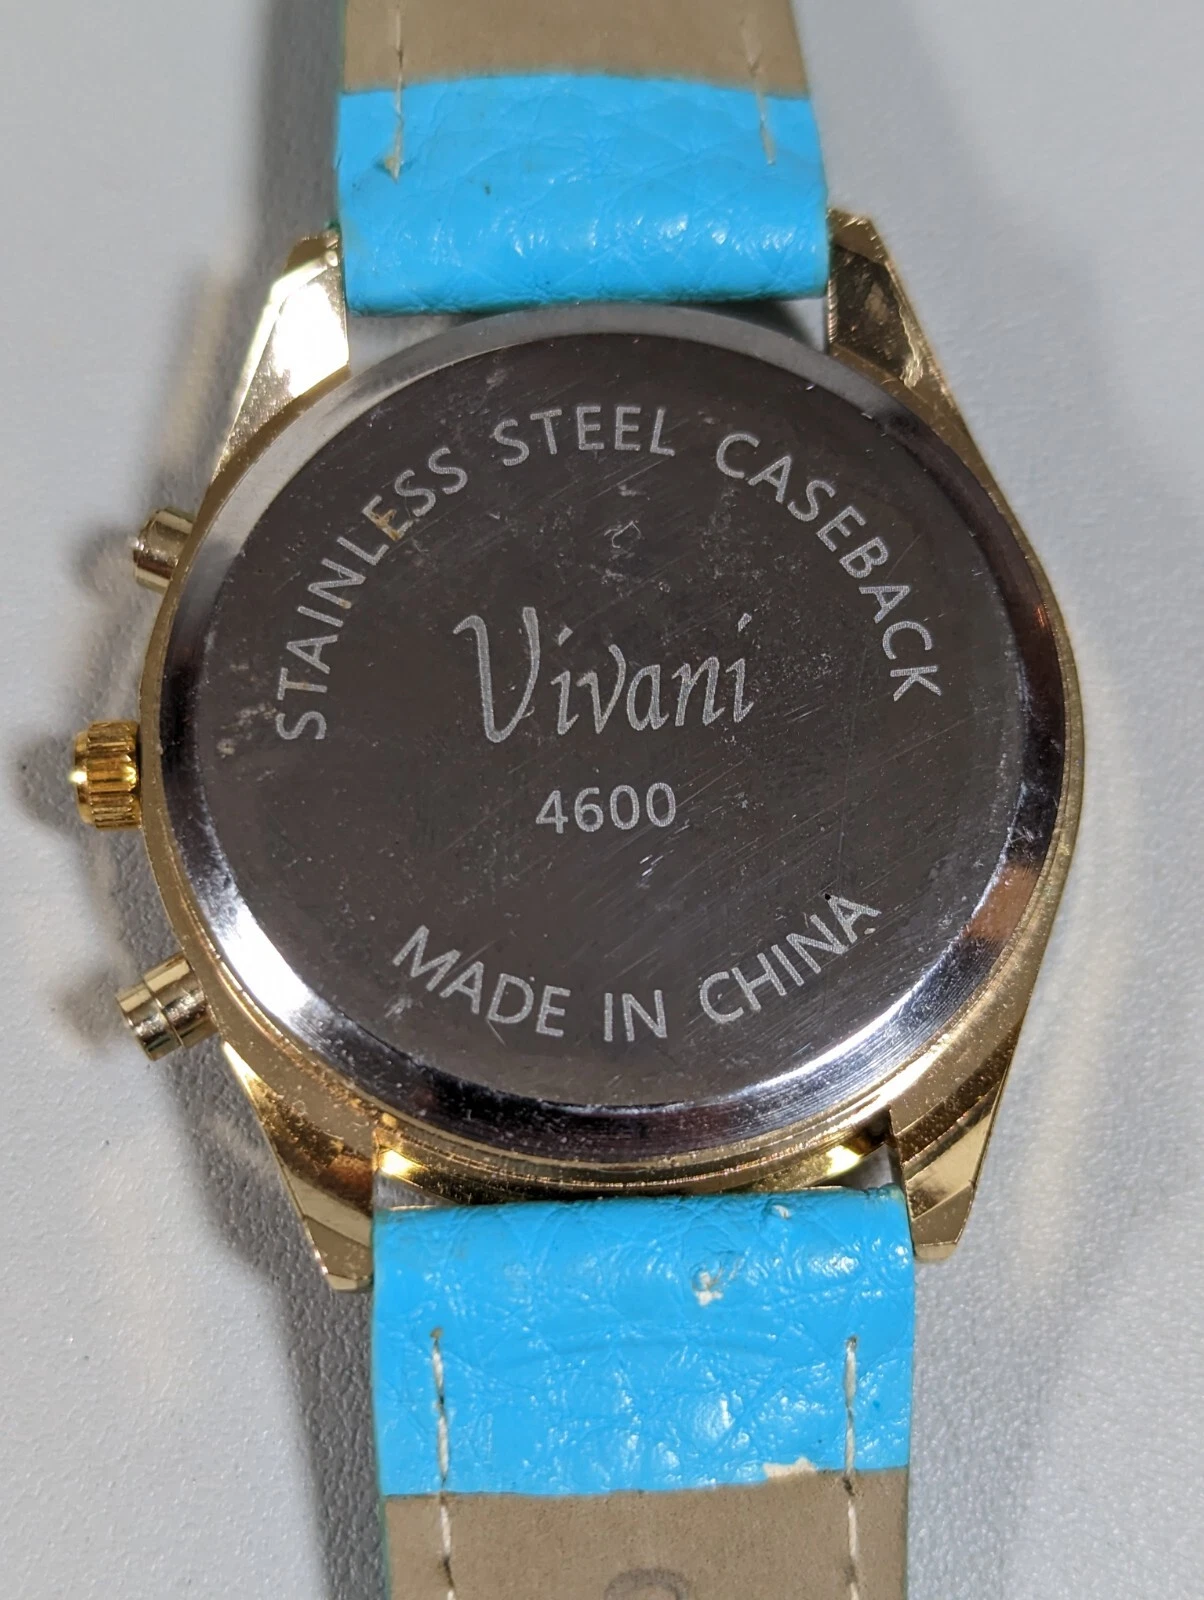 STAINLESS STEEL CASEBACK
Vivani
4600
MADE IN CHINA